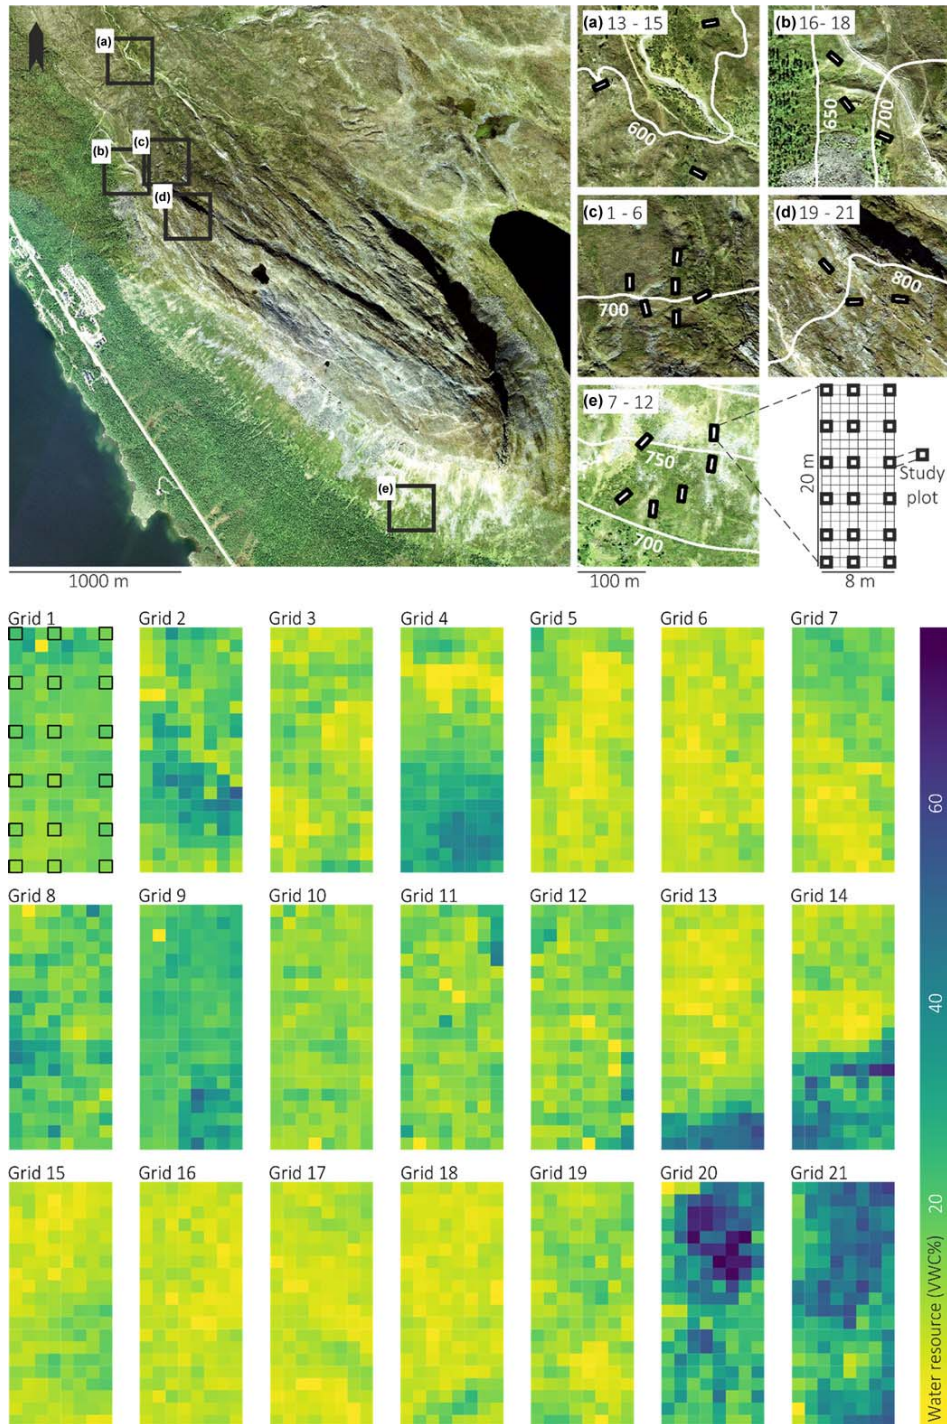 (a)
(b)
(c)
(d)
(e)
1000 m
(a) 13 - 15
600
(b) 16 - 18
650
700
(c) 1 - 6
700
(d) 19 - 21
800
(e) 7 - 12
750
700
100 m
20 m
8 m
Study
plot
Grid 1 Grid 2 Grid 3 Grid 4 Grid 5 Grid 6 Grid 7
Grid 8 Grid 9 Grid 10 Grid 11 Grid 12 Grid 13 Grid 14
Grid 15 Grid 16 Grid 17 Grid 18 Grid 19 Grid 20 Grid 21
60
40
20
Water resource (VWC%)